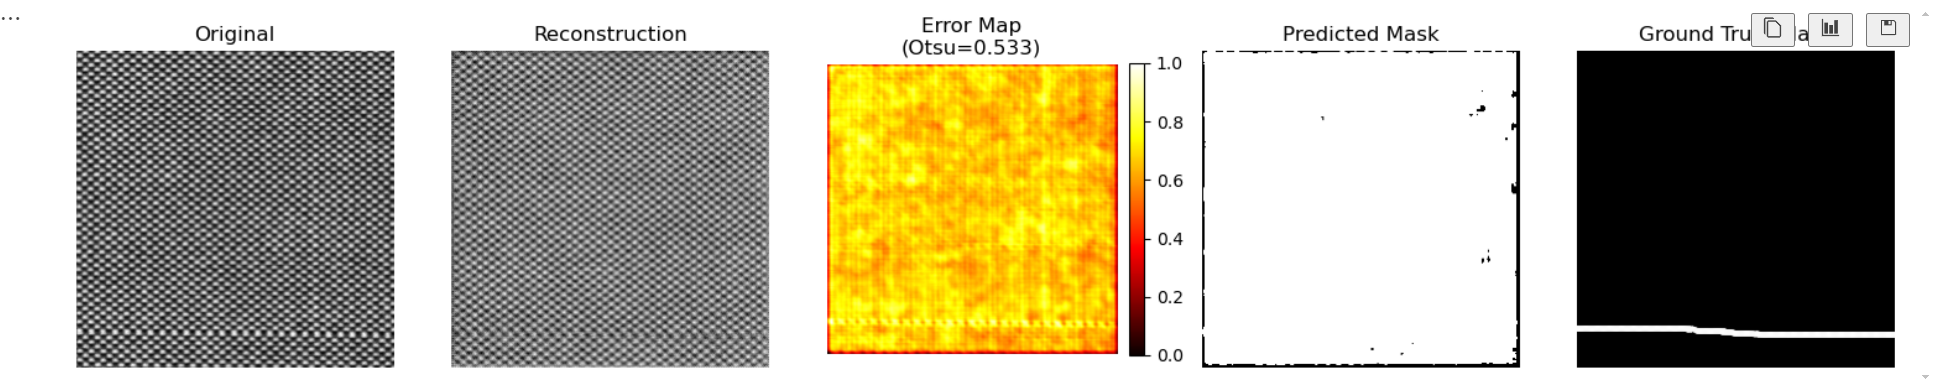 ...
Original
Reconstruction
Error Map
(Otsu=0.533)
Predicted Mask
Ground
1.0
0.8
0.6
0.4
0.2
0.0